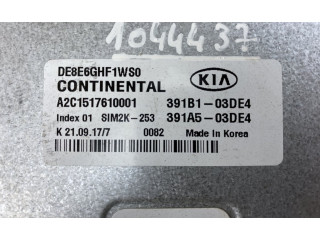 1044437
DE8E6GHF1WS0
CONTINENTAL
KIA
A2C1517610001 391B1-03DE4
Index 01 SIM2K-253 391A5-03DE4
K 21.09.17/7 0082 Made In Korea